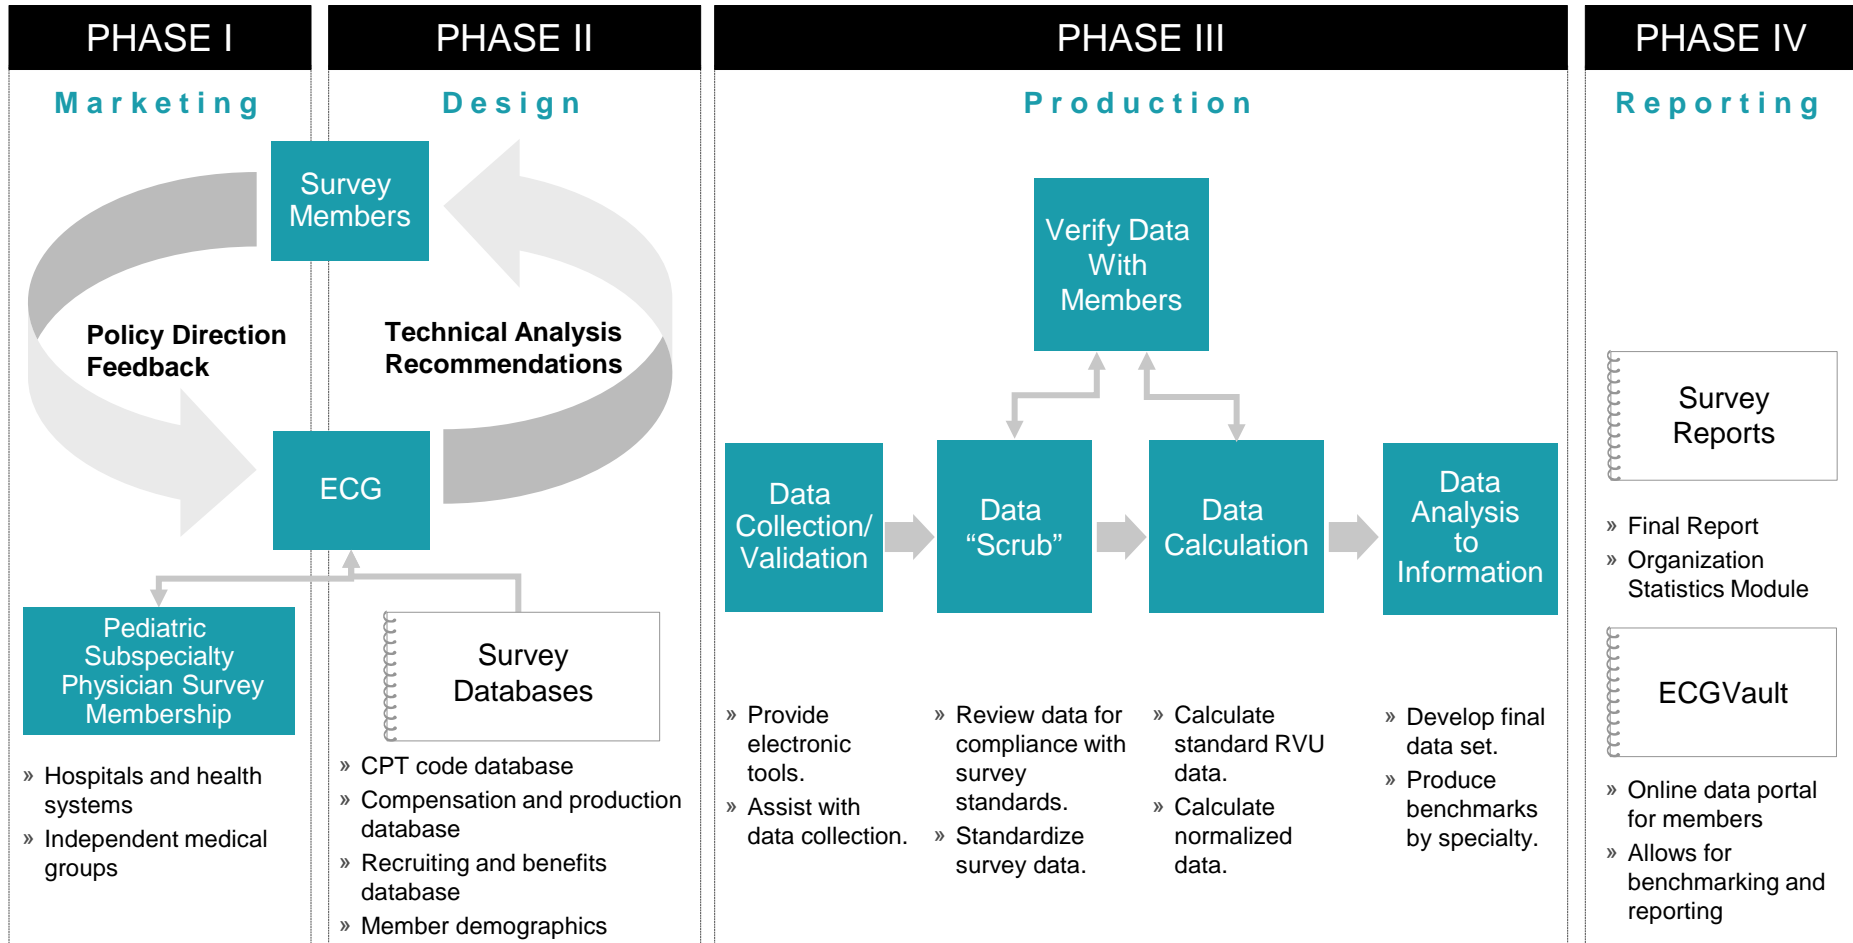 PHASE I
Marketing
PHASE II
Design
Survey
Members
Policy Direction
Feedback
Technical Analysis
Recommendations
ECG
Pediatric
Subspecialty
Physician Survey
Membership
» Hospitals and health
systems
» Independent medical
groups
Survey
Databases
» CPT code database
» Compensation and production
database
» Recruiting and benefits
database
» Member demographics
PHASE III
Production
Verify Data
With
Members
Data
Collection/
Validation
Data
“Scrub”
Data
Calculation
Data
Analysis
to
Information
» Provide
electronic
tools.
» Assist with
data collection.
» Review data for
compliance with
survey
standards.
» Standardize
survey data.
» Calculate
standard RVU
data.
» Calculate
normalized
data.
» Develop final
data set.
» Produce
benchmarks
by specialty.
PHASE IV
Reporting
Survey
Reports
» Final Report
» Organization
Statistics Module
ECGVault
» Online data portal
for members
» Allows for
benchmarking and
reporting